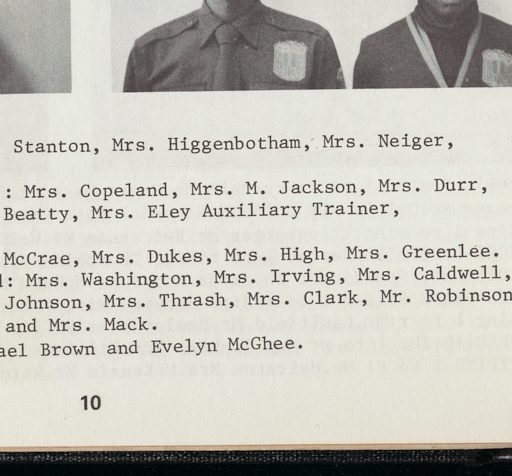 Stanton, Mrs. Higgenbotham, Mrs. Neiger,
: Mrs. Copeland, Mrs. M. Jackson, Mrs. Durr,
Beatty, Mrs. Eley Auxiliary Trainer,
McCrae, Mrs. Dukes, Mrs. High, Mrs. Greenlee.
: Mrs. Washington, Mrs. Irving, Mrs. Caldwell,
Johnson, Mrs. Thrash, Mrs. Clark, Mr. Robinson
and Mrs. Mack.
ael Brown and Evelyn McGhee.
10